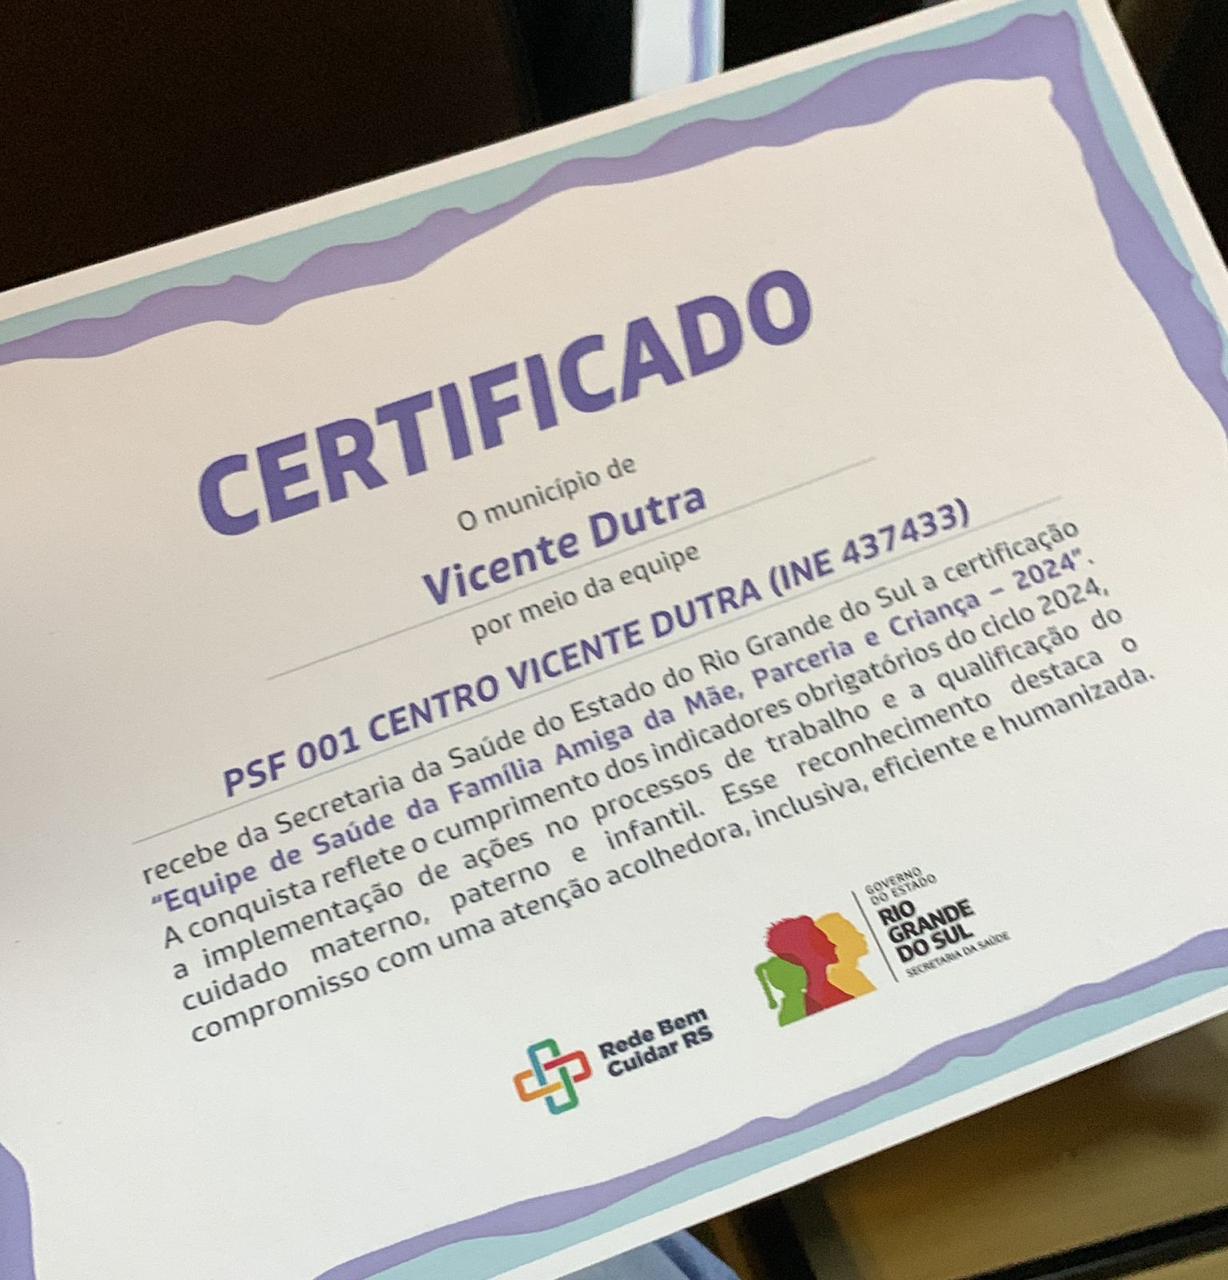 CERTIFICADO
O município de
Vicente Dutra
por meio da equipe
PSF 001 CENTRO VICENTE DUTRA (INE 437433)
recebe da Secretaria da Saúde do Estado do Rio Grande do Sul a certificação
“Equipe de Saúde da Família Amiga da Mãe, Parceria e Criança – 2024”.
A conquista reflete o cumprimento dos indicadores obrigatórios do ciclo 2024,
a implementação de ações no processos de trabalho e a qualificação do
cuidado materno, paterno e infantil. Esse reconhecimento destaca o
compromisso com uma atenção acolhedora, inclusiva, eficiente e humanizada.
Rede Bem
Cuidar RS
GOVERNO
DO ESTADO
RIO
GRANDE
DO SUL
SECRETARIA DA SAÚDE